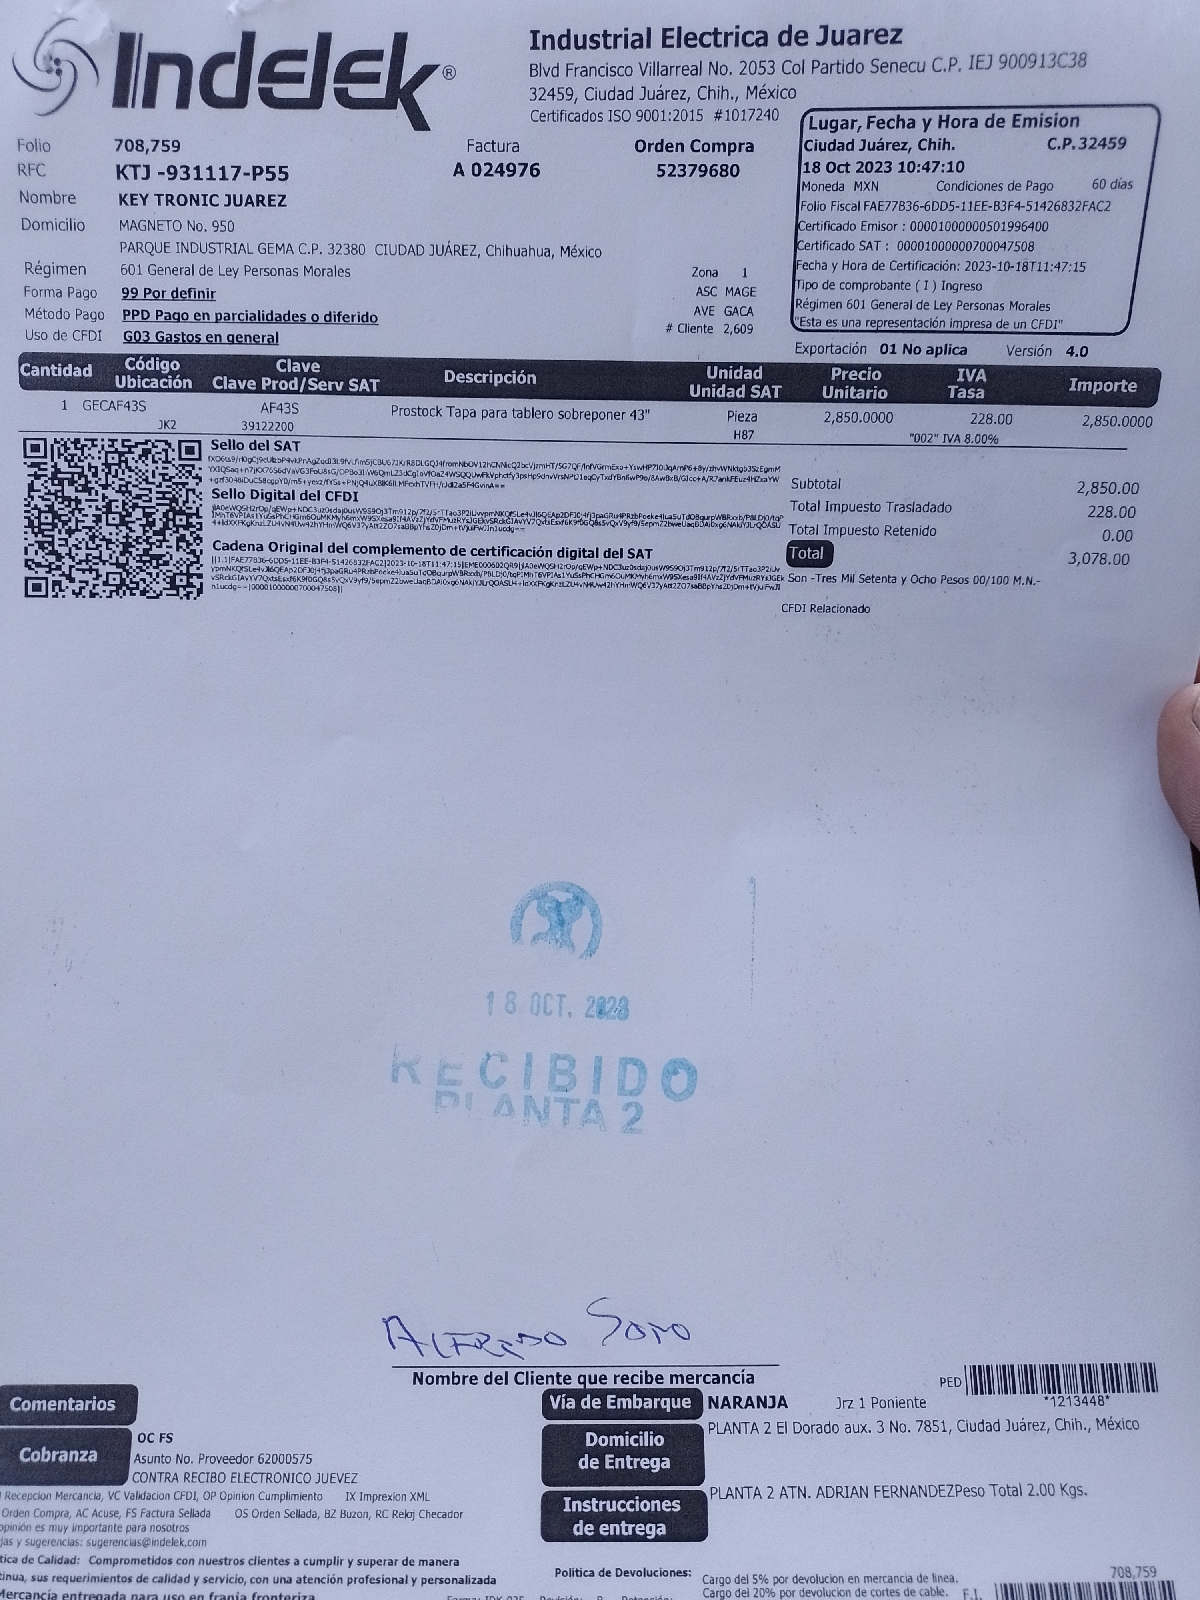 Indelek®
Industrial Electrica de Juarez
Blvd Francisco Villarreal No. 2053 Col Partido Senecu C.P. IEJ 900913C38
32459, Ciudad Juárez, Chih., México
Certificados ISO 9001:2015 #1017240
Folio 708,759 Factura Orden Compra
RFC KTJ -931117-P55 A 024976 52379680
Nombre KEY TRONIC JUAREZ
Domicilio MAGNETO No. 950
PARQUE INDUSTRIAL GEMA C.P. 32380 CIUDAD JUÁREZ, Chihuahua, México
Régimen 601 General de Ley Personas Morales
Forma Pago 99 Por definir
Método Pago PPD Pago en parcialidades o diferido
Uso de CFDI G03 Gastos en general
Zona 1
ASC MAGE
AVE GACA
# Cliente 2,609
Lugar, Fecha y Hora de Emision
Ciudad Juárez, Chih. C.P. 32459
18 Oct 2023 10:47:10
Moneda MXN Condiciones de Pago 60 días
Folio Fiscal FAE77B36-6DD5-11EE-B3F4-51426832FAC2
Certificado Emisor : 00001000000501996400
Certificado SAT : 00001000000700047508
Fecha y Hora de Certificación: 2023-10-18T11:47:15
Tipo de comprobante ( I ) Ingreso
Régimen 601 General de Ley Personas Morales
"Esta es una representación impresa de un CFDI"
Exportación 01 No aplica Versión 4.0
Cantidad Código Ubicación Clave Clave Prod/Serv SAT Descripción Unidad Unidad SAT Precio Unitario IVA Tasa Importe
1 GECAF43S AF43S Prostock Tapa para tablero sobreponer 43" Pieza 2,850.0000 228.00 2,850.0000
JK2 39122200 H87 "002" IVA 8.00%
Sello del SAT
Sello Digital del CFDI
Cadena Original del complemento de certificación digital del SAT
Subtotal 2,850.00
Total Impuesto Trasladado 228.00
Total Impuesto Retenido 0.00
Total 3,078.00
Son -Tres Mil Setenta y Ocho Pesos 00/100 M.N.-
CFDI Relacionado
18 OCT. 2023
RECIBIDO
PLANTA 2
ALFREDO SOTO
Nombre del Cliente que recibe mercancía
PED
*1213448*
Comentarios
Vía de Embarque NARANJA Jrz 1 Poniente
Cobranza
OC FS
Asunto No. Proveedor 62000575
CONTRA RECIBO ELECTRONICO JUEVEZ
Domicilio de Entrega
PLANTA 2 El Dorado aux. 3 No. 7851, Ciudad Juárez, Chih., México
Instrucciones de entrega
PLANTA 2 ATN. ADRIAN FERNANDEZPeso Total 2.00 Kgs.
Recepcion Mercancia, VC Validacion CFDI, OP Opinion Cumplimiento IX Imprexion XML
Orden Compra, AC Acuse, FS Factura Sellada OS Orden Sellada, BZ Buzon, RC Reloj Checador
opinión es muy importante para nosotros
jas y sugerencias: sugerencias@indelek.com
tica de Calidad: Comprometidos con nuestros clientes a cumplir y superar de manera
tinua, sus requerimientos de calidad y servicio, con una atención profesional y personalizada
Mercancía entregada para uso en franja fronteriza
Politica de Devoluciones:
Cargo del 5% por devolucion en mercancia de linea.
Cargo del 20% por devolucion de cortes de cable.
708,759